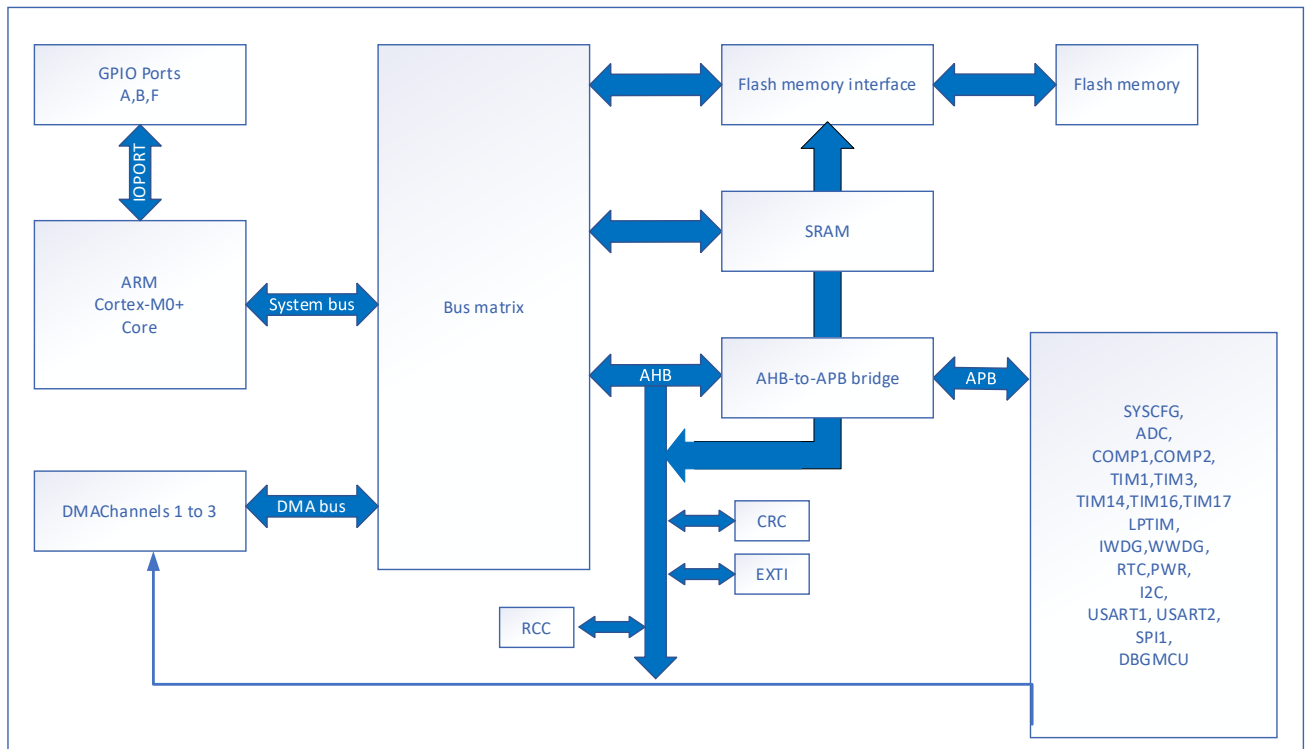 GPIO Ports
A,B,F
IOPORT
ARM
Cortex-M0+
Core
System bus
DMAChannels 1 to 3
DMA bus
Bus matrix
Flash memory interface
Flash memory
SRAM
AHB
AHB-to-APB bridge
APB
CRC
EXTI
RCC
SYSCFG,
ADC,
COMP1,COMP2,
TIM1,TIM3,
TIM14,TIM16,TIM17
LPTIM,
IWDG,WWDG,
RTC,PWR,
I2C,
USART1, USART2,
SPI1,
DBGMCU